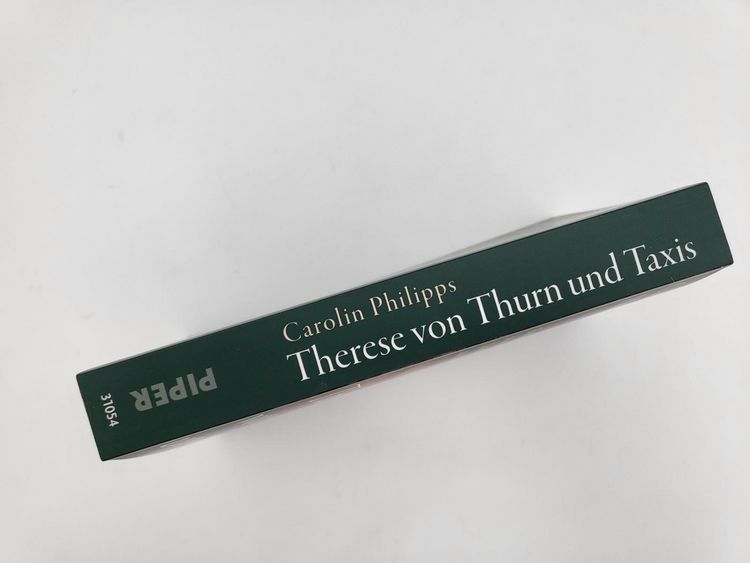 Carolin Philipps
Therese von Thurn und Taxis
PIPER
31054